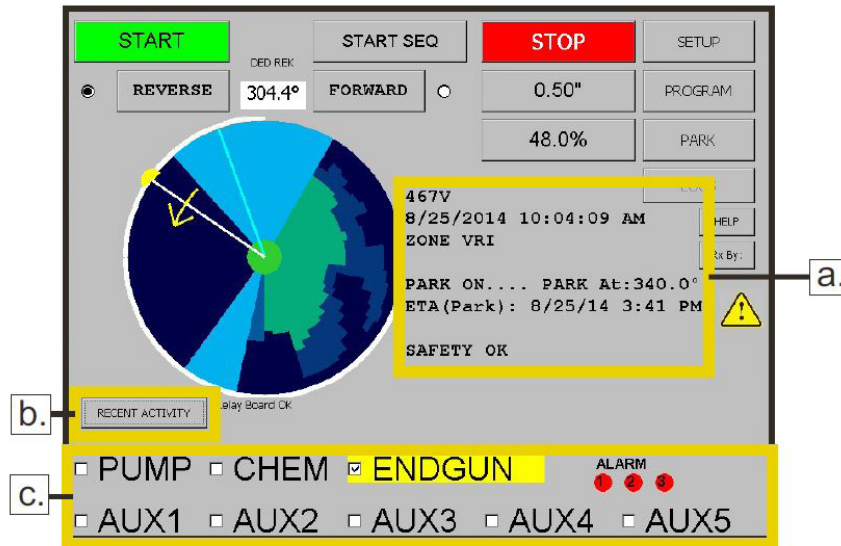 START
START SEQ
STOP
SETUP
DED REK
REVERSE
304.4°
FORWARD
0.50"
PROGRAM
48.0%
PARK
467V
8/25/2014 10:04:09 AM
HELP
ZONE VRI
Rx By:
PARK ON.... PARK At:340.0°
a.
ETA(Park): 8/25/14 3:41 PM
SAFETY OK
b.
RECENT ACTIVITY
elay Board OK
c.
PUMP CHEM ENDGUN
ALARM
1 2 3
AUX1 AUX2 AUX3 AUX4 AUX5